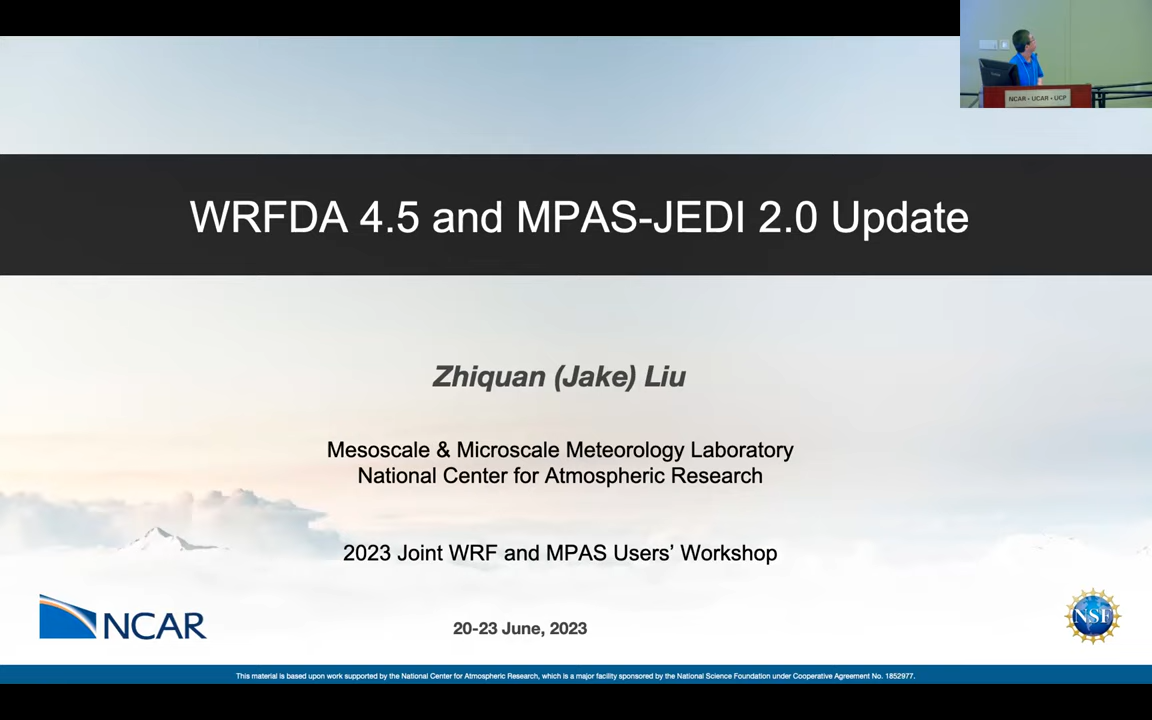 NCAR • UCAR • UCP
WRFDA 4.5 and MPAS-JEDI 2.0 Update
Zhiquan (Jake) Liu
Mesoscale & Microscale Meteorology Laboratory
National Center for Atmospheric Research
2023 Joint WRF and MPAS Users’ Workshop
NCAR
NSF
20-23 June, 2023
This material is based upon work supported by the National Center for Atmospheric Research, which is a major facility sponsored by the National Science Foundation under Cooperative Agreement No. 1852977.